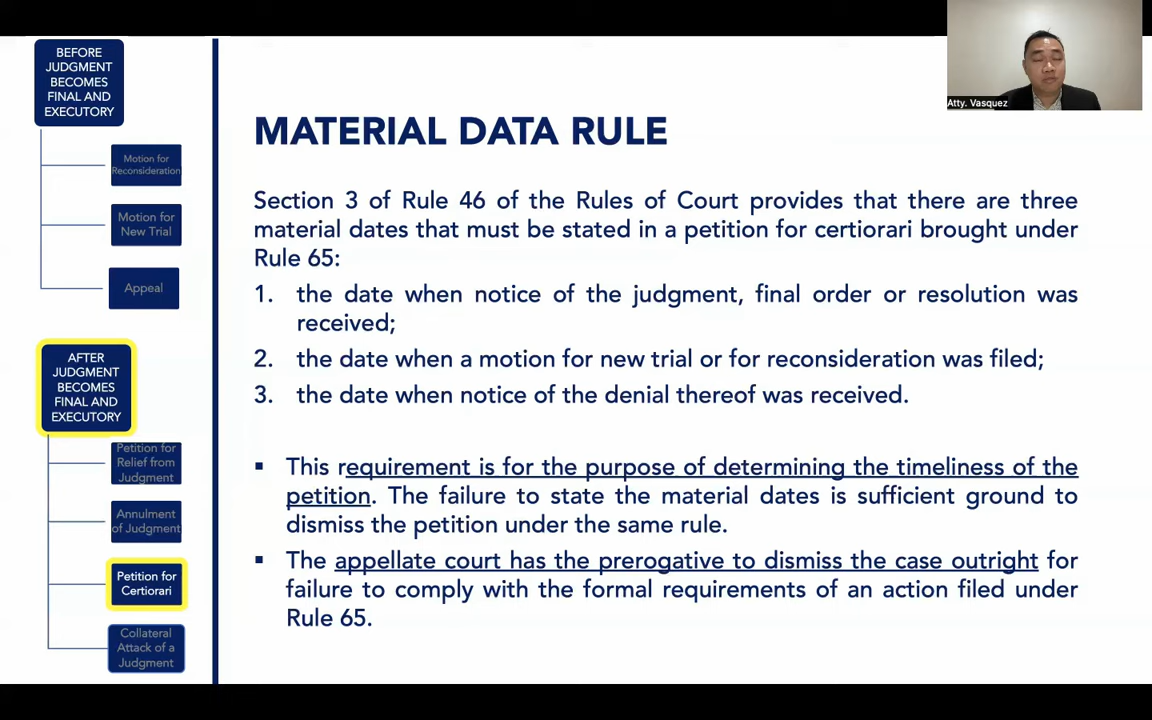 BEFORE
JUDGMENT
BECOMES
FINAL AND
EXECUTORY
Motion for
Reconsideration
Motion for
New Trial
Appeal
AFTER
JUDGMENT
BECOMES
FINAL AND
EXECUTORY
Petition for
Relief from
Judgment
Annulment
of Judgment
Petition for
Certiorari
Collateral
Attack of a
Judgment
MATERIAL DATA RULE
Section 3 of Rule 46 of the Rules of Court provides that there are three
material dates that must be stated in a petition for certiorari brought under
Rule 65:
1. the date when notice of the judgment, final order or resolution was
received;
2. the date when a motion for new trial or for reconsideration was filed;
3. the date when notice of the denial thereof was received.
▪ This requirement is for the purpose of determining the timeliness of the
petition. The failure to state the material dates is sufficient ground to
dismiss the petition under the same rule.
▪ The appellate court has the prerogative to dismiss the case outright for
failure to comply with the formal requirements of an action filed under
Rule 65.
Atty. Vasquez